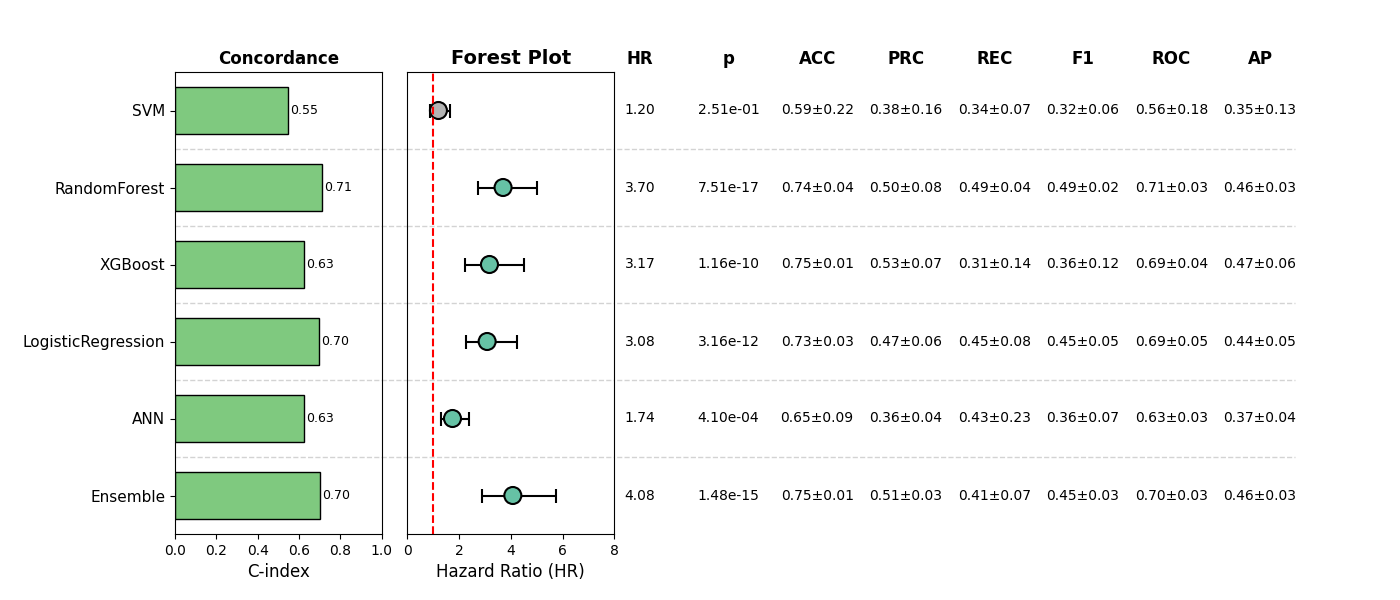 Concordance Forest Plot HR p ACC PRC REC F1 ROC AP
SVM 0.55 1.20 2.51e-01 0.59±0.22 0.38±0.16 0.34±0.07 0.32±0.06 0.56±0.18 0.35±0.13
RandomForest 0.71 3.70 7.51e-17 0.74±0.04 0.50±0.08 0.49±0.04 0.49±0.02 0.71±0.03 0.46±0.03
XGBoost 0.63 3.17 1.16e-10 0.75±0.01 0.53±0.07 0.31±0.14 0.36±0.12 0.69±0.04 0.47±0.06
LogisticRegression 0.70 3.08 3.16e-12 0.73±0.03 0.47±0.06 0.45±0.08 0.45±0.05 0.69±0.05 0.44±0.05
ANN 0.63 1.74 4.10e-04 0.65±0.09 0.36±0.04 0.43±0.23 0.36±0.07 0.63±0.03 0.37±0.04
Ensemble 0.70 4.08 1.48e-15 0.75±0.01 0.51±0.03 0.41±0.07 0.45±0.03 0.70±0.03 0.46±0.03
0.0 0.2 0.4 0.6 0.8 1.0 0 2 4 6 8
C-index Hazard Ratio (HR)